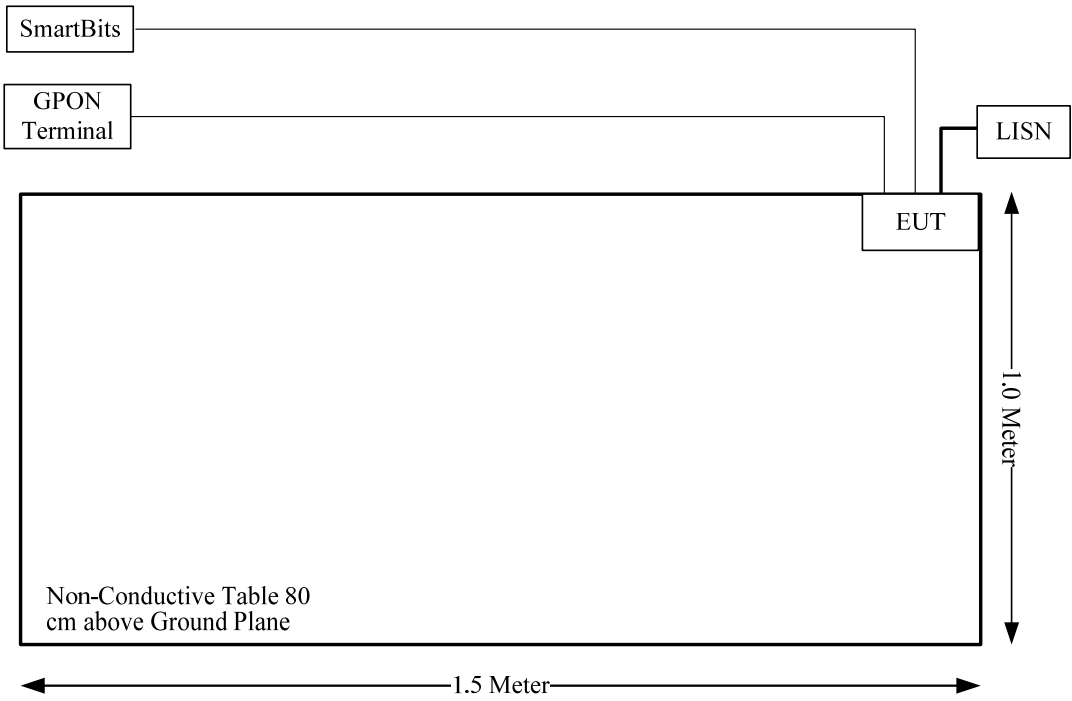 SmartBits
GPON
Terminal
LISN
EUT
1.0 Meter
Non-Conductive Table 80
cm above Ground Plane
1.5 Meter